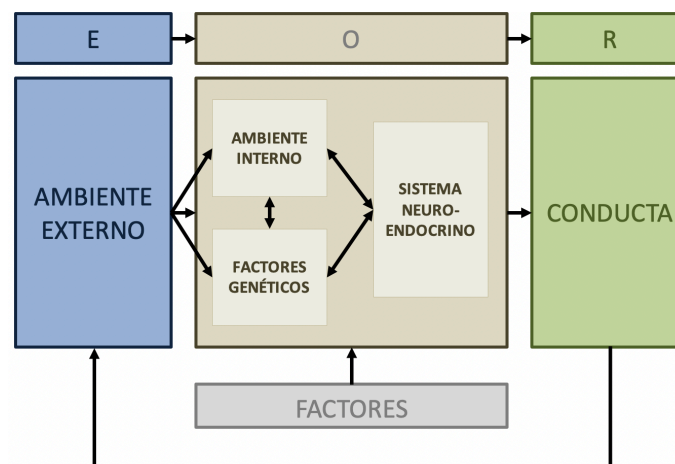 E
O
R
AMBIENTE
EXTERNO
AMBIENTE
INTERNO
FACTORES
GENÉTICOS
SISTEMA
NEURO-
ENDOCRINO
CONDUCTA
FACTORES